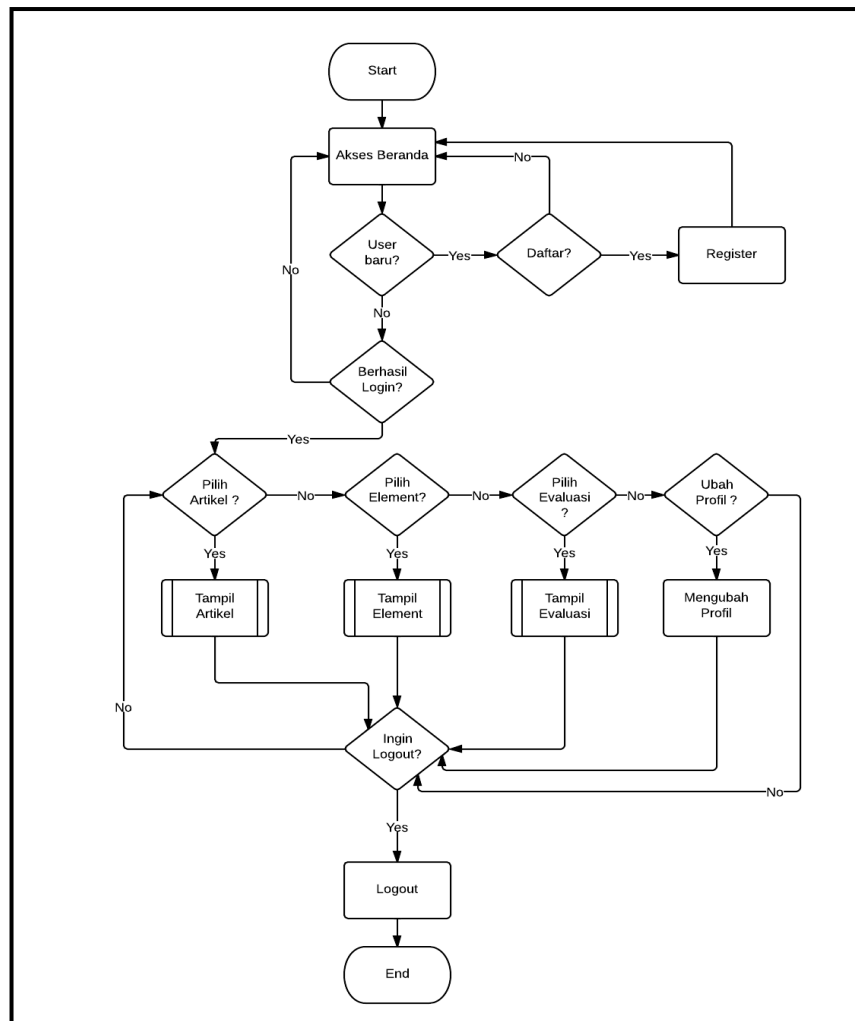 Start
Akses Beranda
No
User
baru?
Yes
Daftar?
Yes
Register
No
No
Berhasil
Login?
Yes
Pilih
Artikel ?
No
Pilih
Element?
No
Pilih
Evaluasi
?
No
Ubah
Profil ?
Yes
Yes
Yes
Yes
Tampil
Artikel
Tampil
Element
Tampil
Evaluasi
Mengubah
Profil
No
Ingin
Logout?
No
Yes
Logout
End